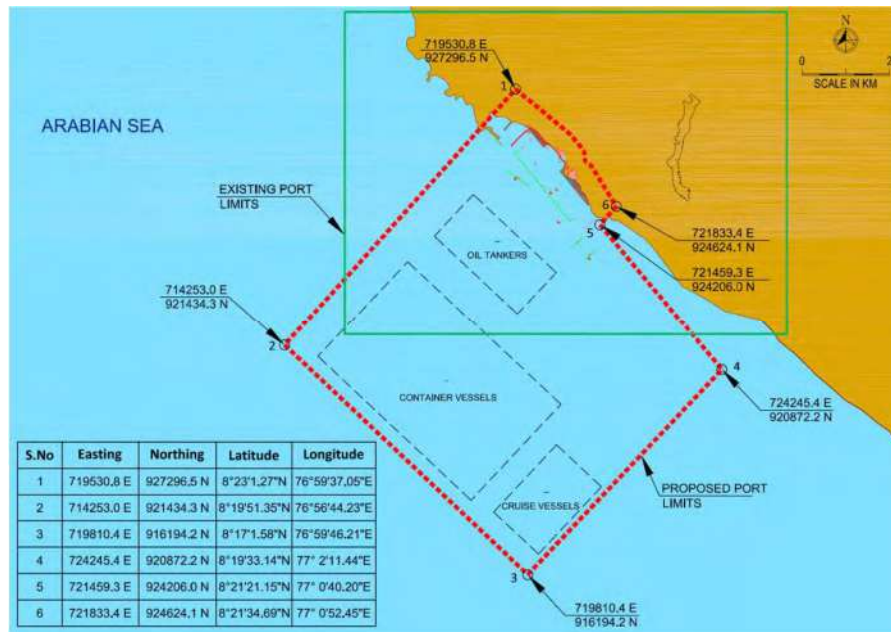 719530.8 E
927296.5 N
1
N
0 2
SCALE IN KM
ARABIAN SEA
EXISTING PORT
LIMITS
6
5
721833.4 E
924624.1 N
OIL TANKERS
721459.3 E
924206.0 N
714253.0 E
921434.3 N
2
4
CONTAINER VESSELS
920872.2 N
724245.4 E
PROPOSED PORT
LIMITS
CRUISE VESSELS
3
719810.4 E
916194.2 N
S.No Easting Northing Latitude Longitude
1 719530.8 E 927296.5 N 8°23'1.27"N 76°59'37.05"E
2 714253.0 E 921434.3 N 8°19'51.35"N 76°56'44.23"E
3 719810.4 E 916194.2 N 8°17'1.58"N 76°59'46.21"E
4 724245.4 E 920872.2 N 8°19'33.14"N 77° 2'11.44"E
5 721459.3 E 924206.0 N 8°21'21.15"N 77° 0'40.20"E
6 721833.4 E 924624.1 N 8°21'34.69"N 77° 0'52.45"E